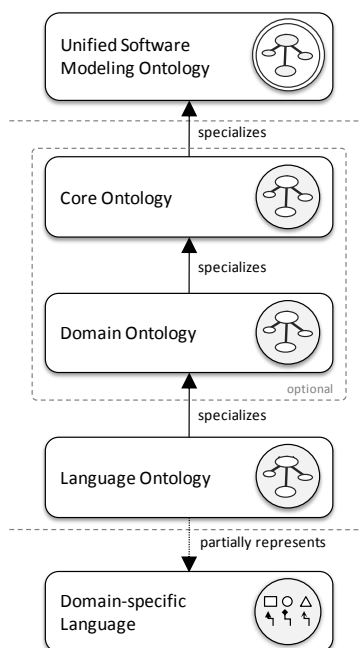 Unified Software
Modeling Ontology
specializes
Core Ontology
specializes
Domain Ontology
optional
specializes
Language Ontology
partially represents
Domain-specific
Language